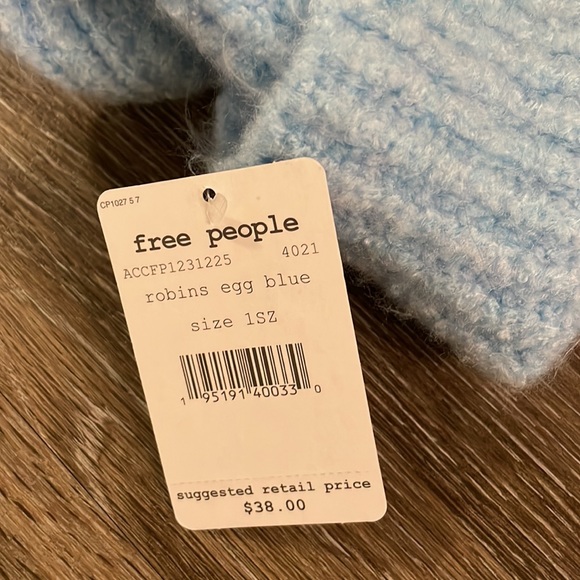 CP1027 5 7
free people
ACCFP1231225 4021
robins egg blue
size 1SZ
1 95191 40033 0
suggested retail price
$38.00